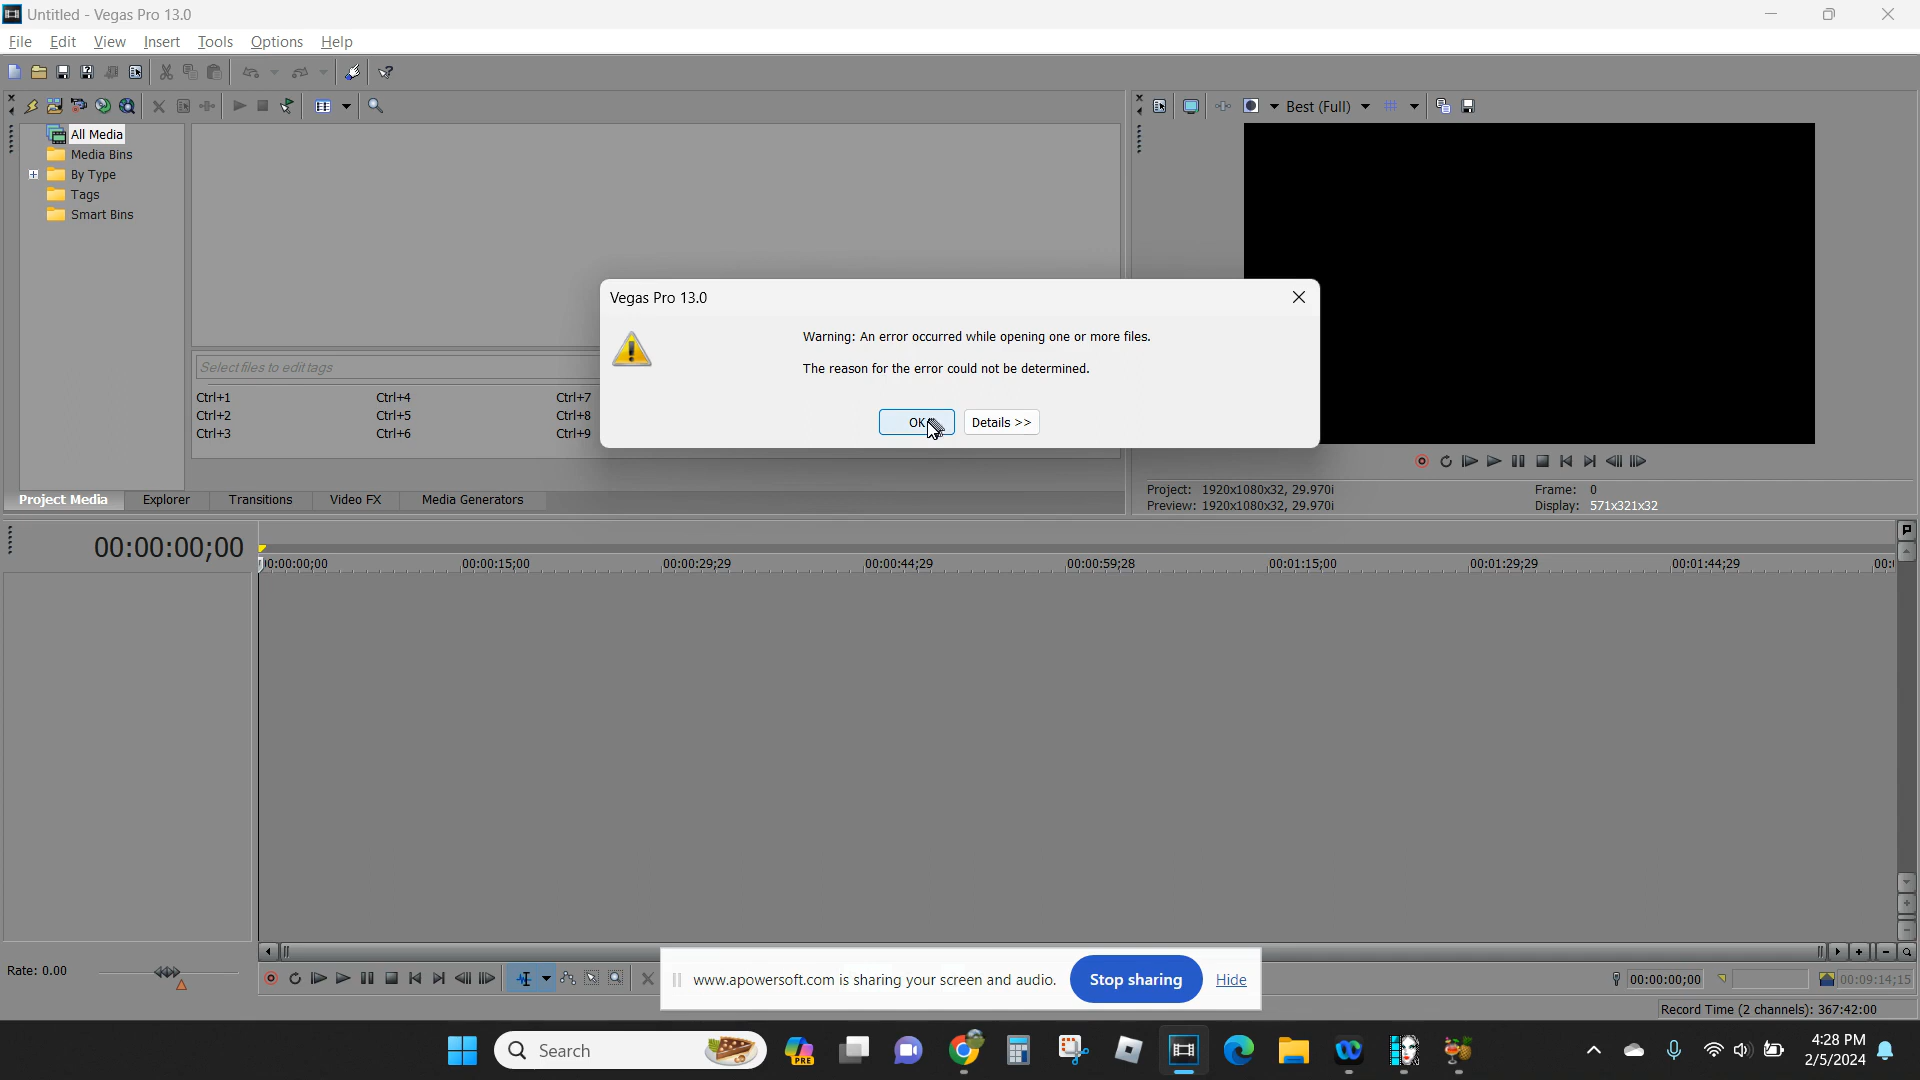 Untitled - Vegas Pro 13.0
File Edit View Insert Tools Options Help
All Media
Media Bins
By Type
Tags
Smart Bins
Best (Full)
Select files to edit tags
Ctrl+1 Ctrl+4 Ctrl+7
Ctrl+2 Ctrl+5 Ctrl+8
Ctrl+3 Ctrl+6 Ctrl+9
Vegas Pro 13.0
Warning: An error occurred while opening one or more files.
The reason for the error could not be determined.
OK Details >>
Project Media Explorer Transitions Video FX Media Generators
Project: 1920x1080x32, 29.970i Frame: 0
Preview: 1920x1080x32, 29.970i Display: 571x321x32
00:00:00;00
00:00:15;00 00:00:29;29 00:00:44;29 00:00:59;28 00:01:15;00 00:01:29;29 00:01:44;29
Rate: 0.00
www.apowersoft.com is sharing your screen and audio. Stop sharing Hide
00:00:00;00 00:09:14;15
Record Time (2 channels): 367:42:00
Search
PRE
4:28 PM
2/5/2024